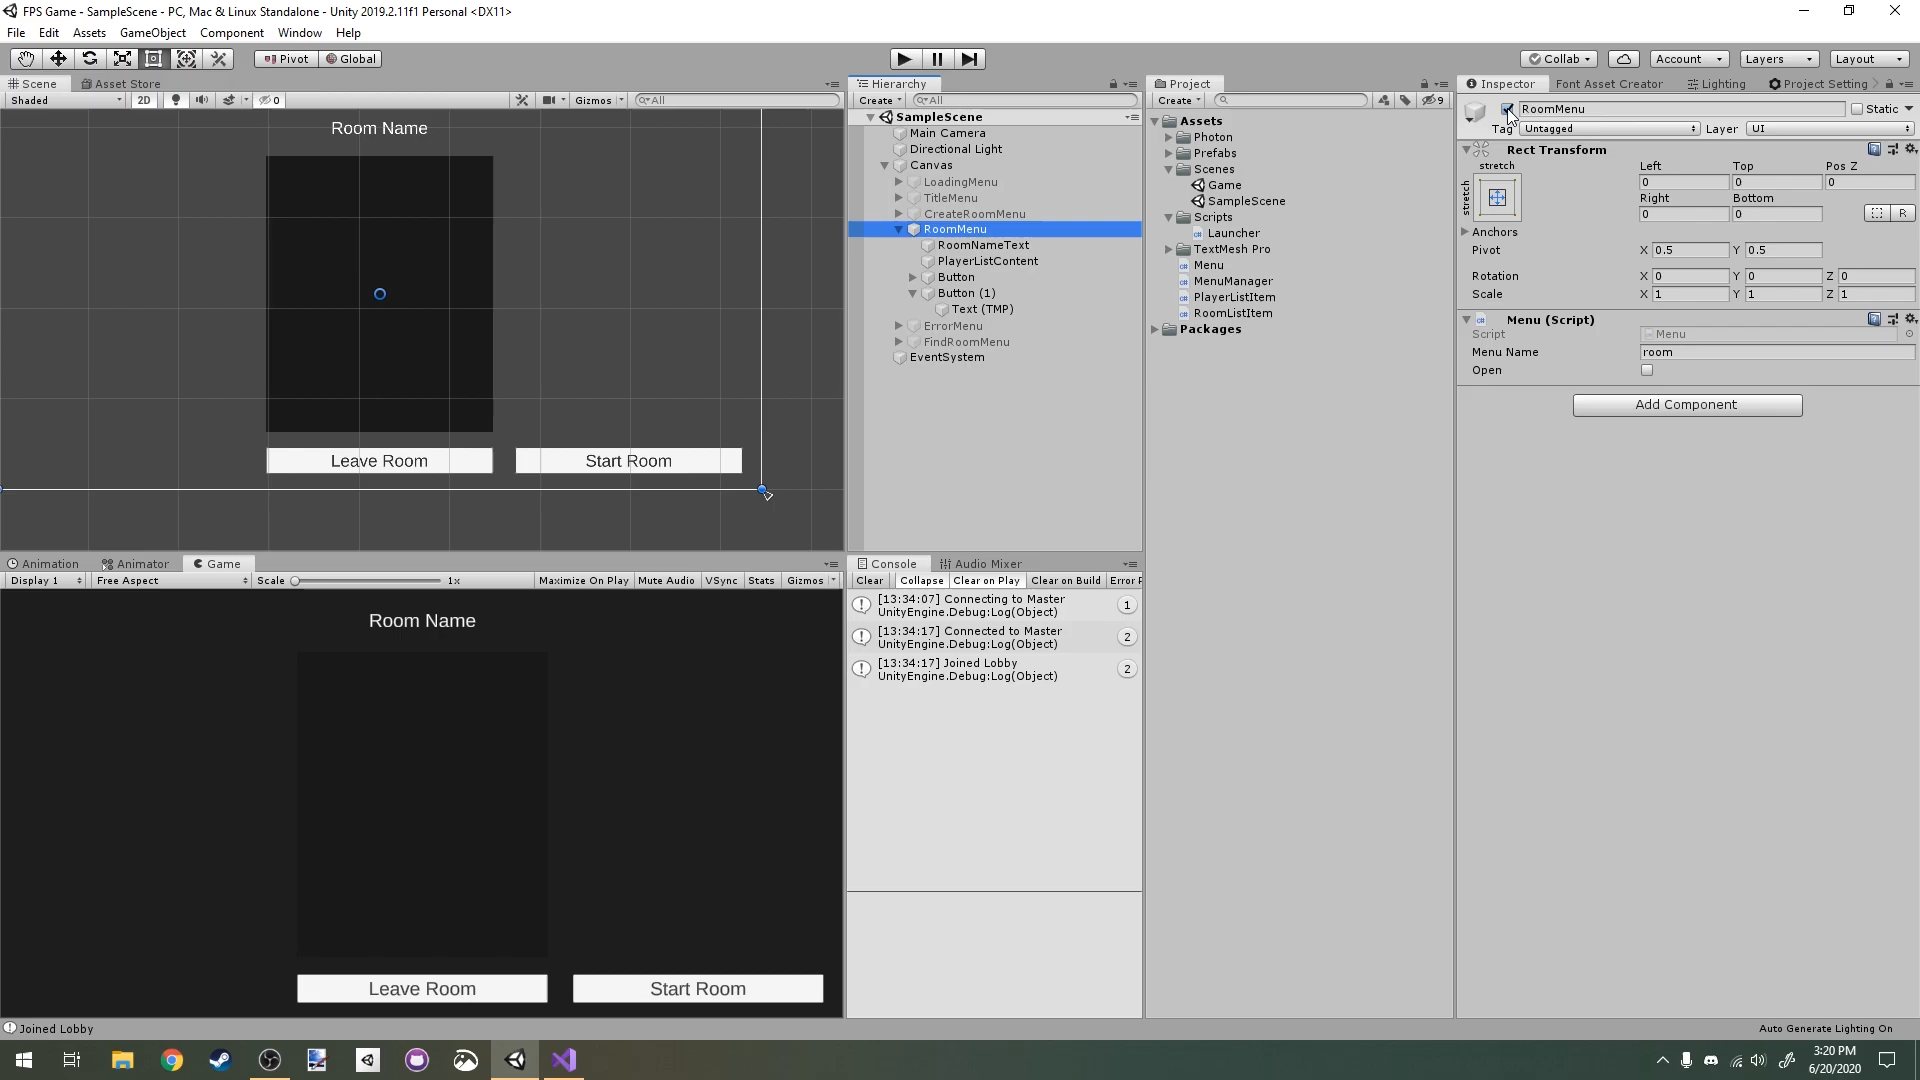 FPS Game - SampleScene - PC, Mac & Linux Standalone - Unity 2019.2.11f1 Personal <DX11>
File Edit Assets GameObject Component Window Help
Pivot Global Collab Account Layers Layout
Scene Asset Store
Shaded 2D 0 Gizmos All
Room Name
Leave Room Start Room
Animation Animator Game
Display 1 Free Aspect Scale 1x Maximize On Play Mute Audio VSync Stats Gizmos
Room Name
Leave Room Start Room
Joined Lobby
Hierarchy
Create All
SampleScene
Main Camera
Directional Light
Canvas
LoadingMenu
TitleMenu
CreateRoomMenu
RoomMenu
RoomNameText
PlayerListContent
Button
Button (1)
Text (TMP)
ErrorMenu
FindRoomMenu
EventSystem
Console Audio Mixer
Clear Collapse Clear on Play Clear on Build Error P
[13:34:07] Connecting to Master
UnityEngine.Debug:Log(Object)
1
[13:34:17] Connected to Master
UnityEngine.Debug:Log(Object)
2
[13:34:17] Joined Lobby
UnityEngine.Debug:Log(Object)
2
Project
Create 9
Assets
Photon
Prefabs
Scenes
Game
SampleScene
Scripts
Launcher
TextMesh Pro
Menu
MenuManager
PlayerListItem
RoomListItem
Packages
Inspector Font Asset Creator Lighting Project Setting
RoomMenu Static
Tag Untagged Layer UI
Rect Transform
stretch
stretch
Left Top Pos Z
0 0 0
Right Bottom
0 0 R
Anchors
Pivot X 0.5 Y 0.5
Rotation X 0 Y 0 Z 0
Scale X 1 Y 1 Z 1
Menu (Script)
Script Menu
Menu Name room
Open
Add Component
Auto Generate Lighting On
3:20 PM
6/20/2020